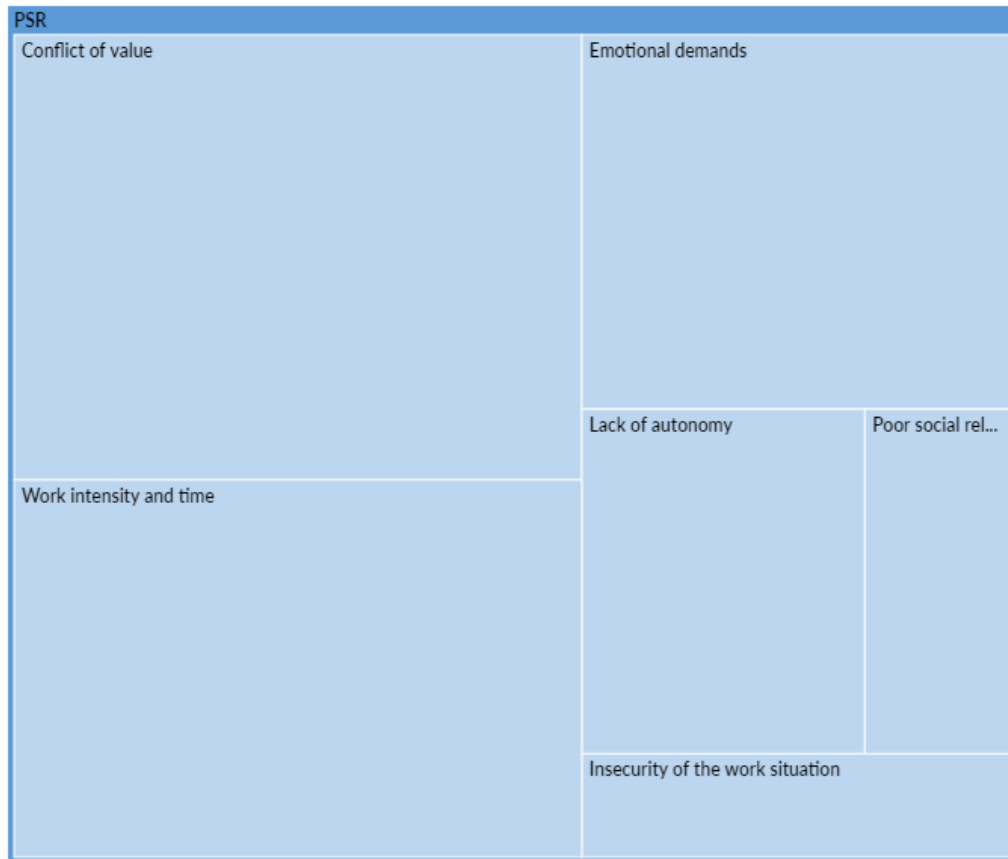 PSR
Conflict of value
Emotional demands
Lack of autonomy
Poor social rel...
Work intensity and time
Insecurity of the work situation